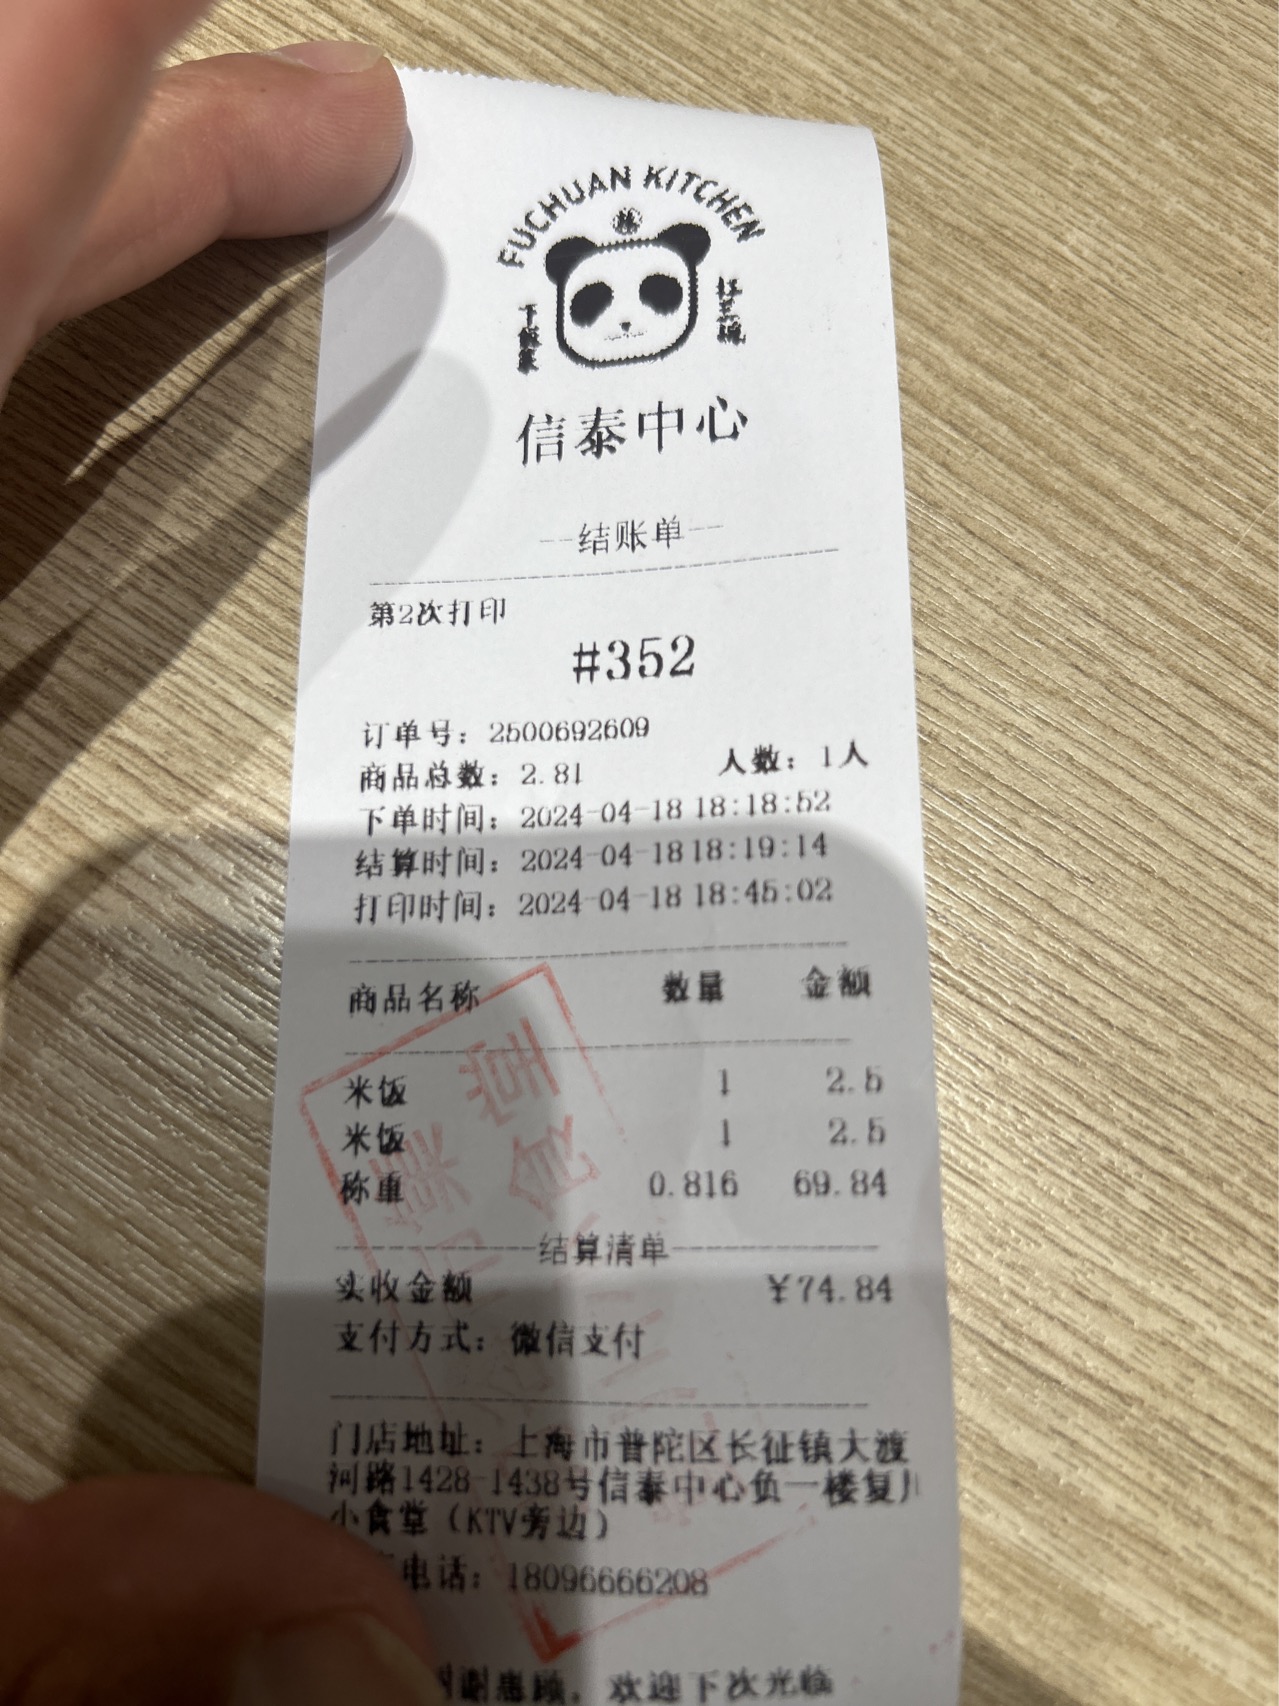 FUCHUAN KITCHEN
信泰中心
--结账单--
第2次打印
#352
订单号：2500692609
商品总数：2.81 人数：1人
下单时间：2024-04-18 18:18:52
结算时间：2024-04-18 18:19:14
打印时间：2024-04-18 18:45:02
商品名称 数量 金额
米饭 1 2.5
米饭 1 2.5
称重 0.816 69.84
结算清单
实收金额 ￥74.84
支付方式：微信支付
门店地址：上海市普陀区长征镇大渡
河路1428-1438号信泰中心负一楼复川
小食堂（KTV旁边）
电话：18096666208
谢惠顾，欢迎下次光临